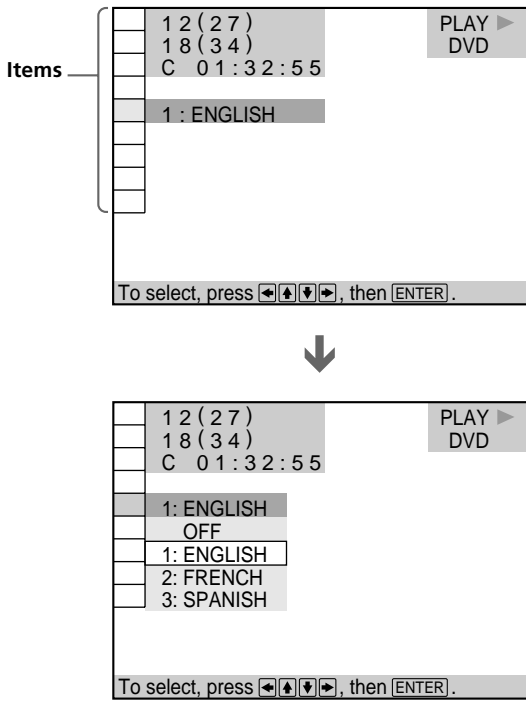 12(27)
18(34)
C 01:32:55
PLAY
DVD
Items
1 : ENGLISH
To select, press , then ENTER .
12(27)
18(34)
C 01:32:55
PLAY
DVD
1: ENGLISH
OFF
1: ENGLISH
2: FRENCH
3: SPANISH
To select, press , then ENTER .